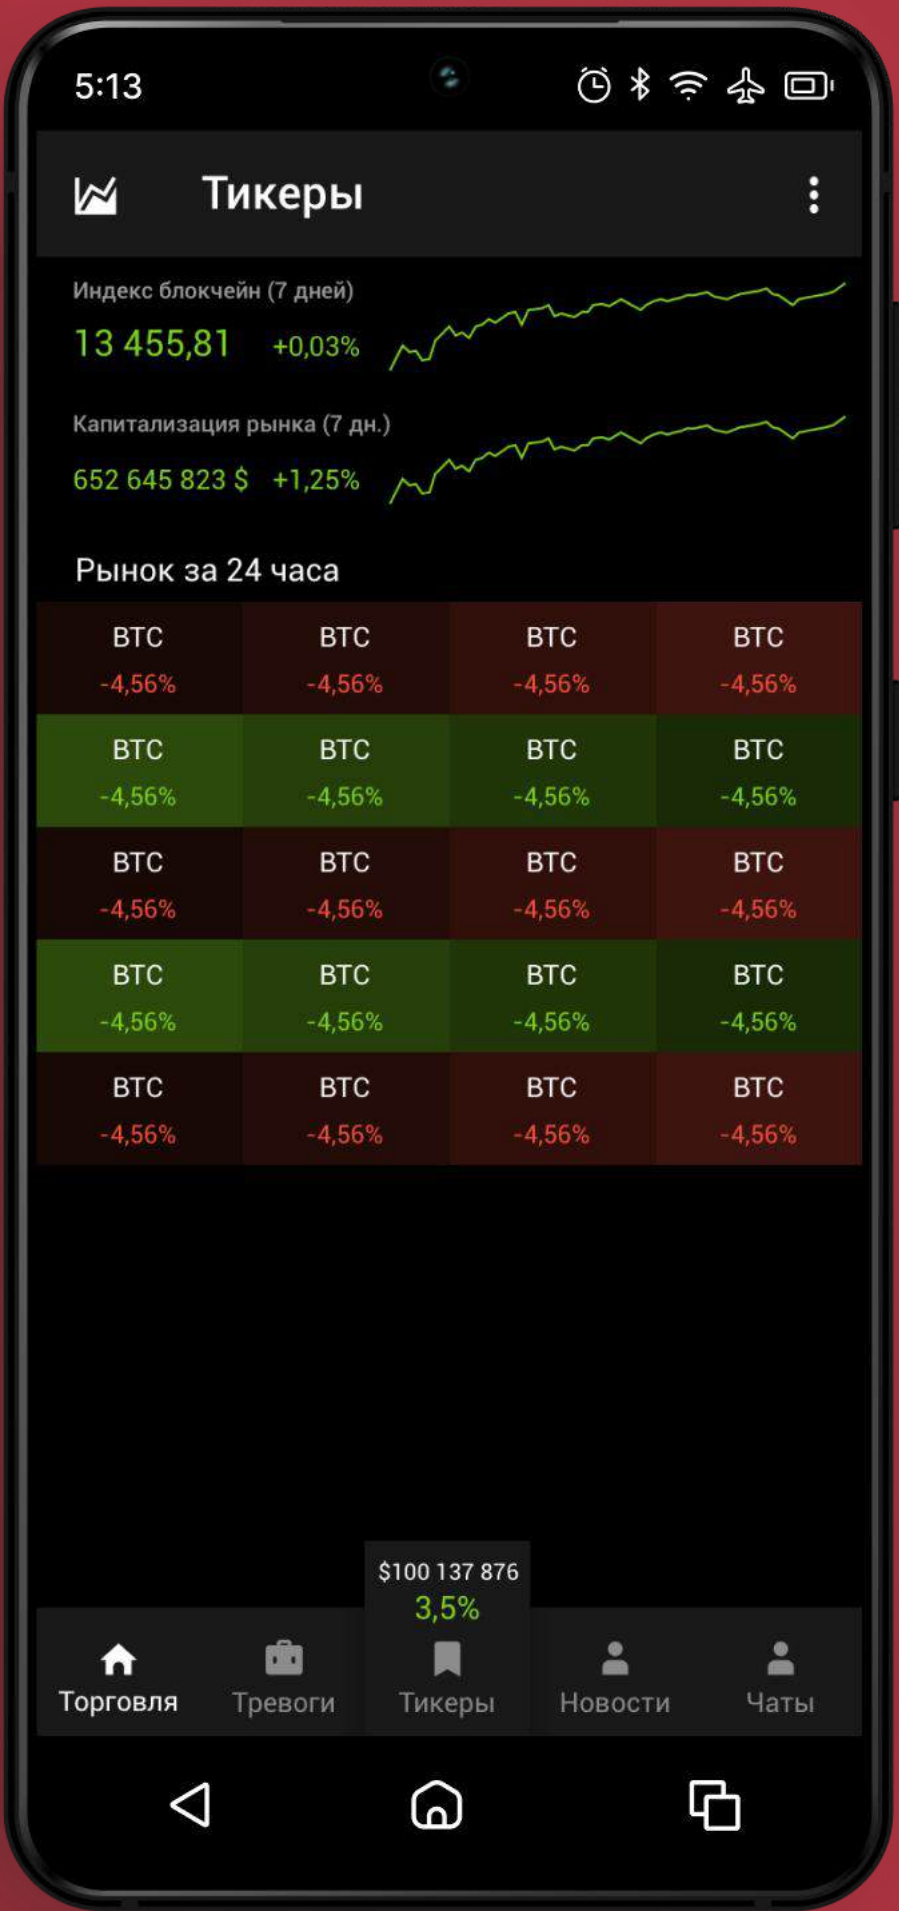 5:13
Тикеры
Индекс блокчейн (7 дней)
13 455,81 +0,03%
Капитализация рынка (7 дн.)
652 645 823 $ +1,25%
Рынок за 24 часа
BTC BTC BTC BTC
-4,56% -4,56% -4,56% -4,56%
BTC BTC BTC BTC
-4,56% -4,56% -4,56% -4,56%
BTC BTC BTC BTC
-4,56% -4,56% -4,56% -4,56%
BTC BTC BTC BTC
-4,56% -4,56% -4,56% -4,56%
BTC BTC BTC BTC
-4,56% -4,56% -4,56% -4,56%
$100 137 876
3,5%
Торговля Тревоги Тикеры Новости Чаты